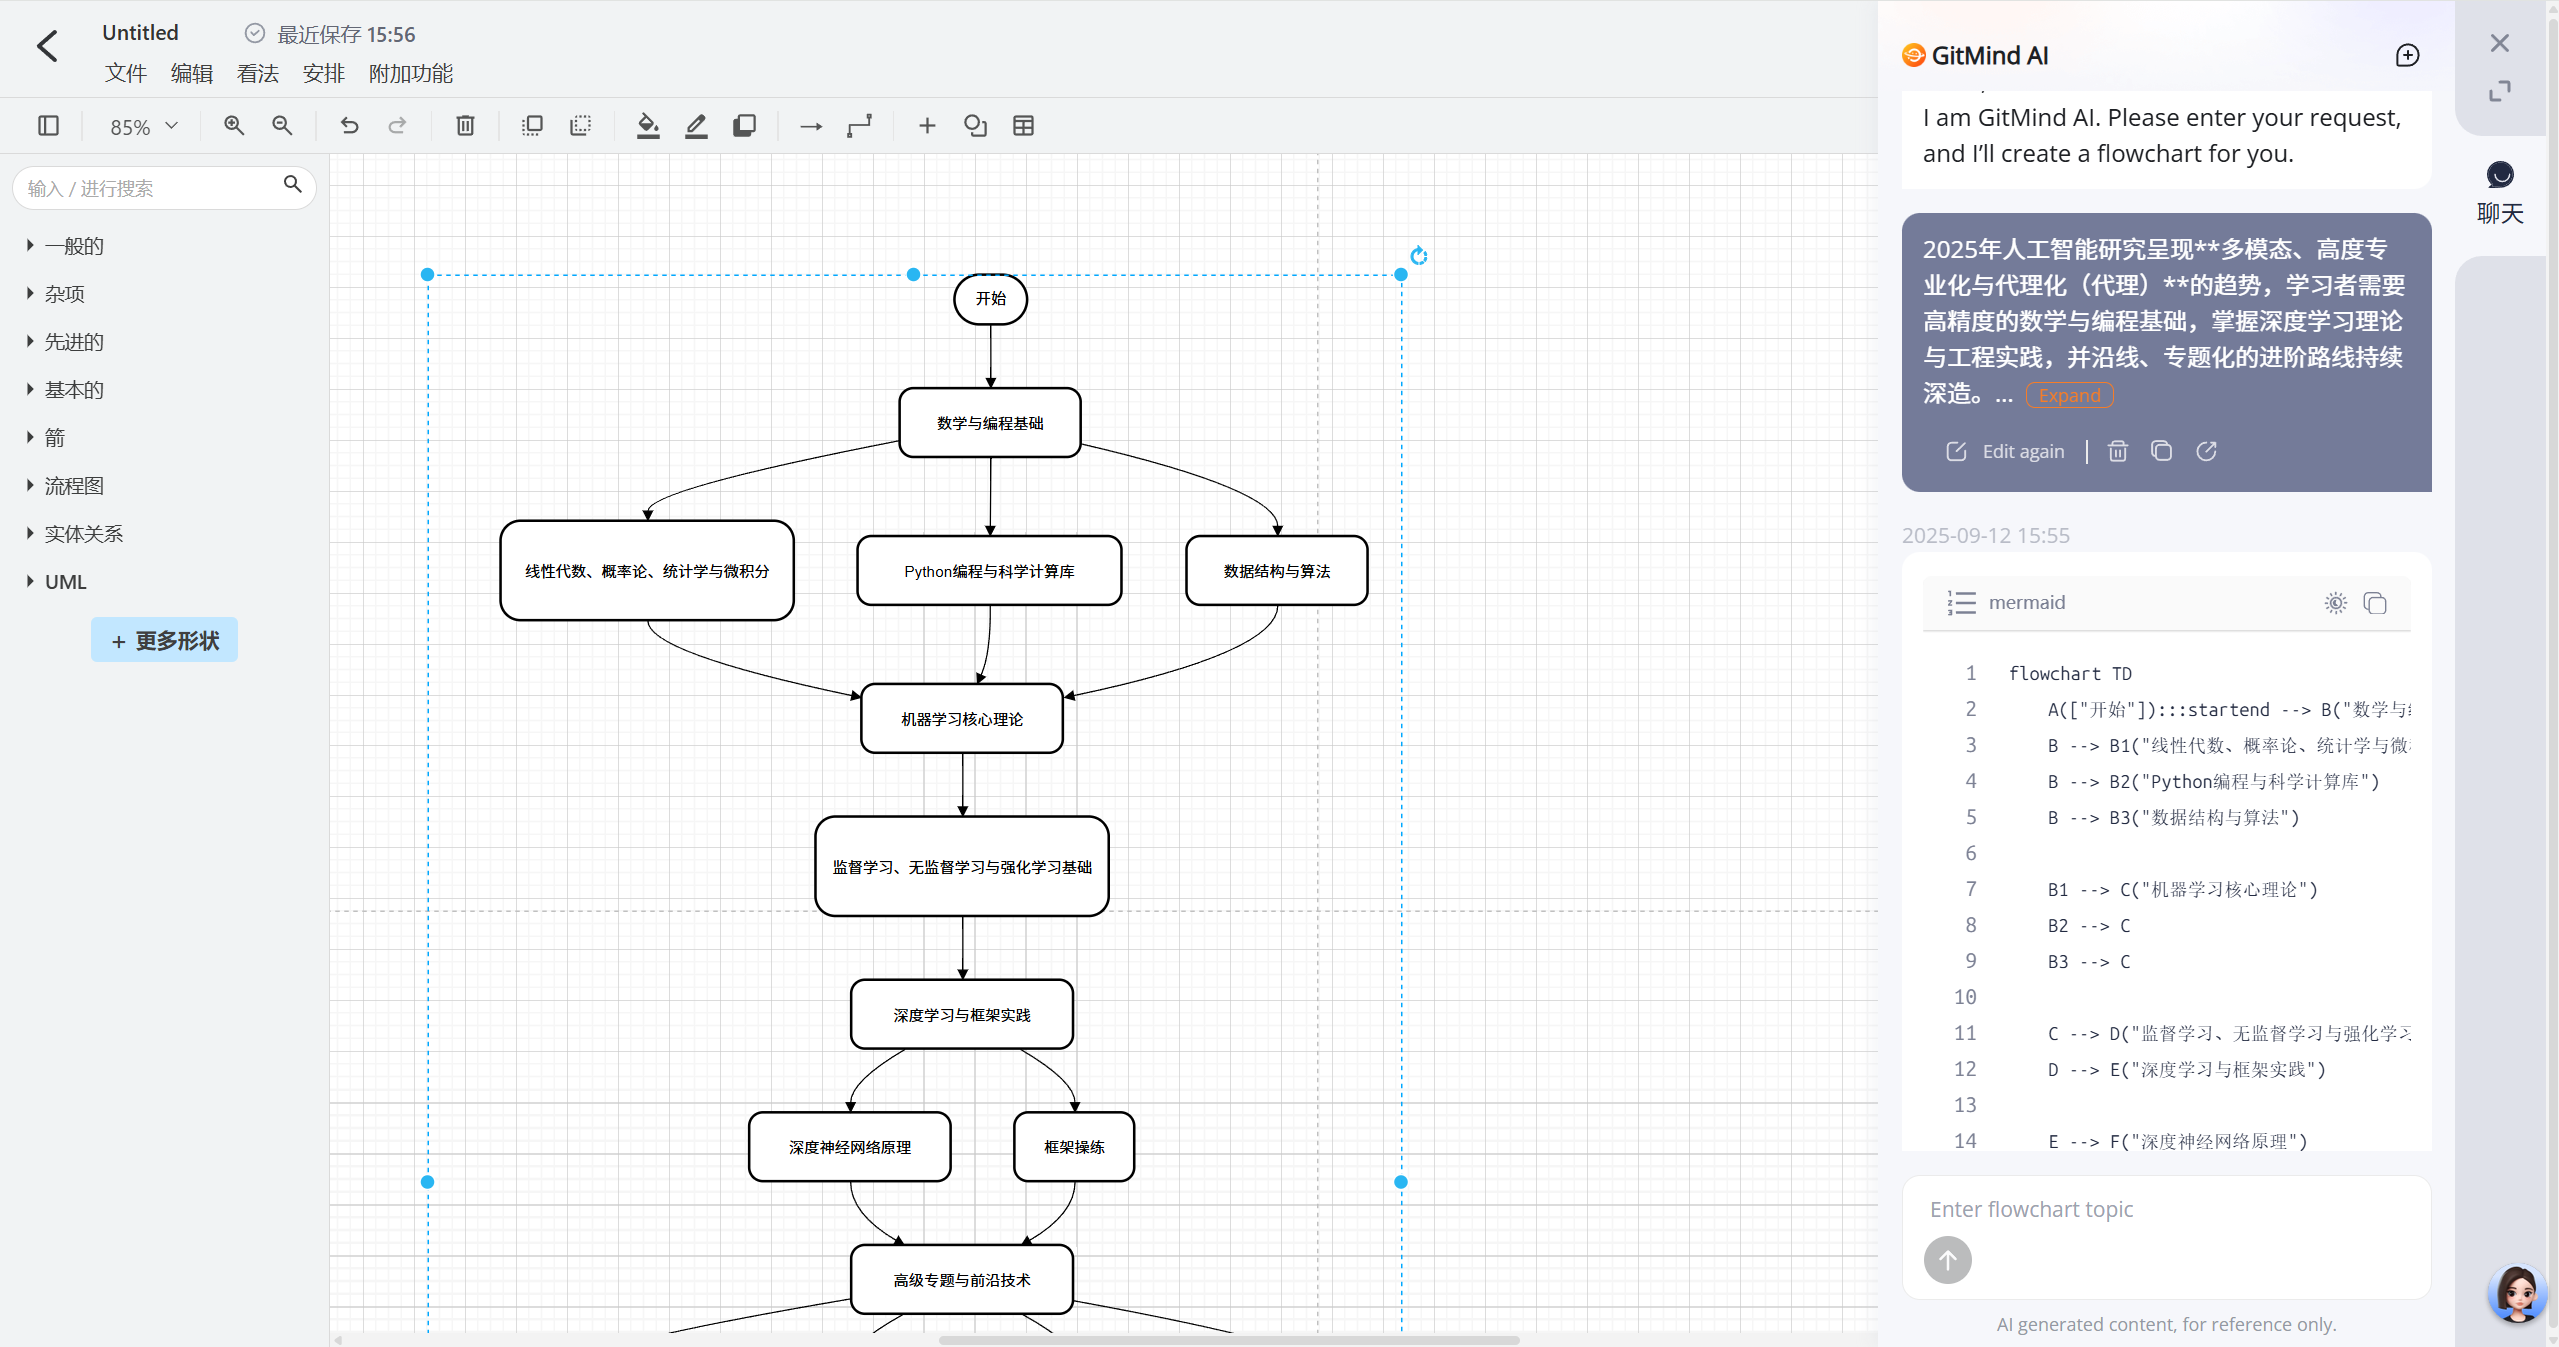 Untitled
最近保存 15:56
文件 编辑 看法 安排 附加功能
85%
输入 / 进行搜索
一般的
杂项
先进的
基本的
箭
流程图
实体关系
UML
+ 更多形状
开始
数学与编程基础
线性代数、概率论、统计学与微积分
Python编程与科学计算库
数据结构与算法
机器学习核心理论
监督学习、无监督学习与强化学习基础
深度学习与框架实践
深度神经网络原理
框架操练
高级专题与前沿技术
GitMind AI
I am GitMind AI. Please enter your request,
and I’ll create a flowchart for you.
2025年人工智能研究呈现**多模态、高度专
业化与代理化（代理）**的趋势，学习者需要
高精度的数学与编程基础，掌握深度学习理论
与工程实践，并沿线、专题化的进阶路线持续
深造。... Expand
Edit again
2025-09-12 15:55
mermaid
1 flowchart TD
2 A(["开始"]):::startend --> B("数学与
3 B --> B1("线性代数、概率论、统计学与微
4 B --> B2("Python编程与科学计算库")
5 B --> B3("数据结构与算法")
6
7 B1 --> C("机器学习核心理论")
8 B2 --> C
9 B3 --> C
10
11 C --> D("监督学习、无监督学习与强化学习
12 D --> E("深度学习与框架实践")
13
14 E --> F("深度神经网络原理")
Enter flowchart topic
AI generated content, for reference only.
聊天